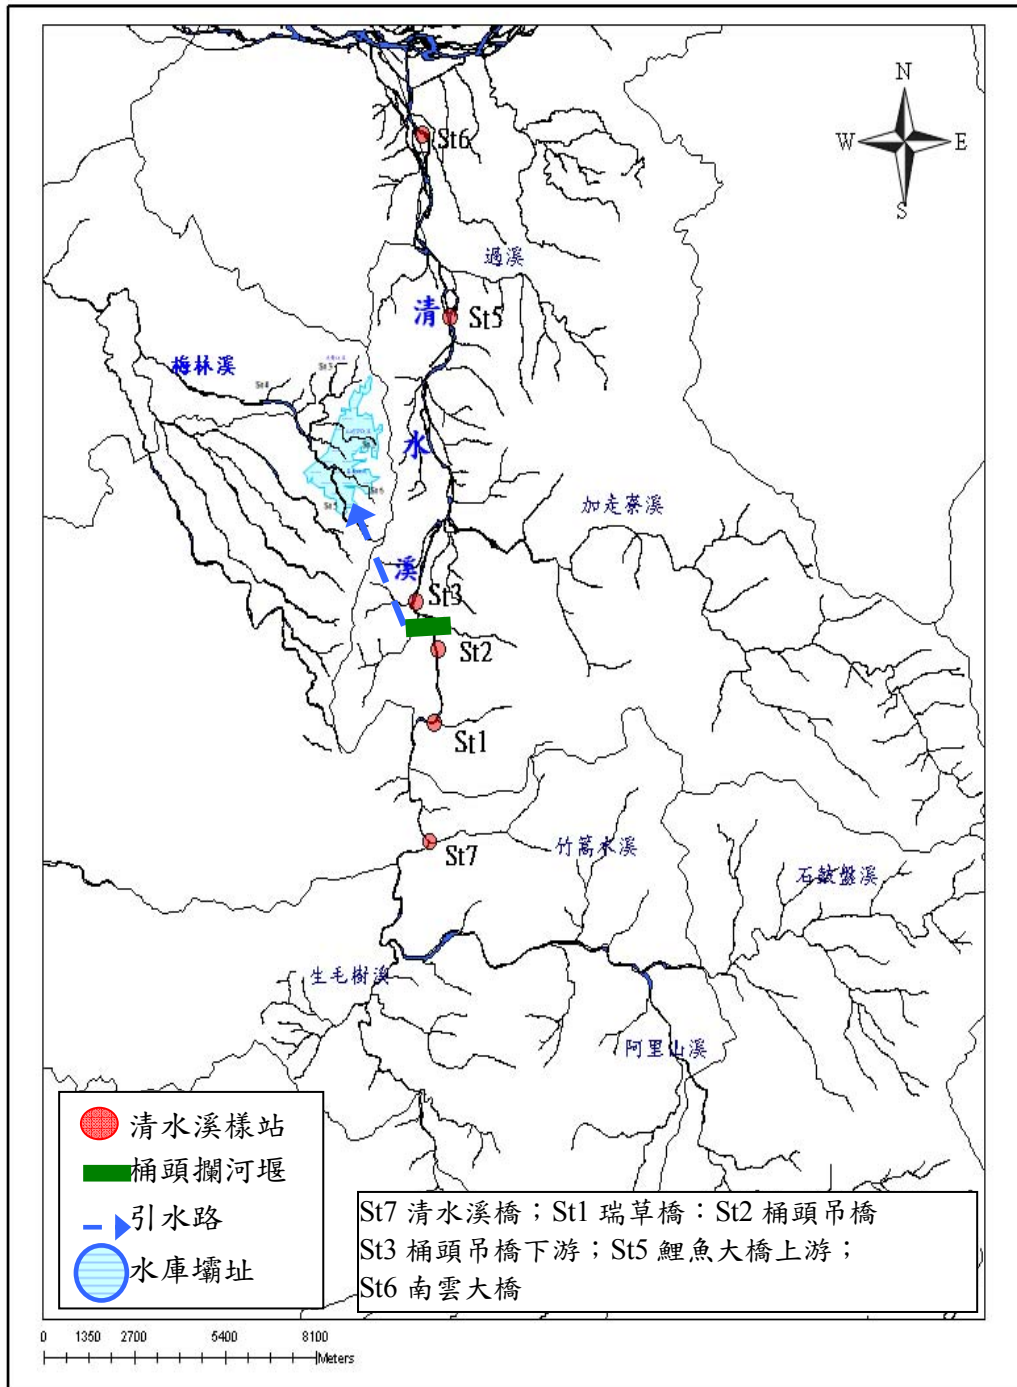 N
W E
S
St6
過溪
清
St5
梅林溪
St3
St4
水
St6
St5
加走寮溪
溪
St3
St2
St1
竹篙水溪
St7
石鼓盤溪
生毛樹溪
阿里山溪
清水溪樣站
桶頭攔河堰
引水路
水庫壩址
St7 清水溪橋；St1 瑞草橋：St2 桶頭吊橋
St3 桶頭吊橋下游；St5 鯉魚大橋上游；
St6 南雲大橋
0 1350 2700 5400 8100
Meters